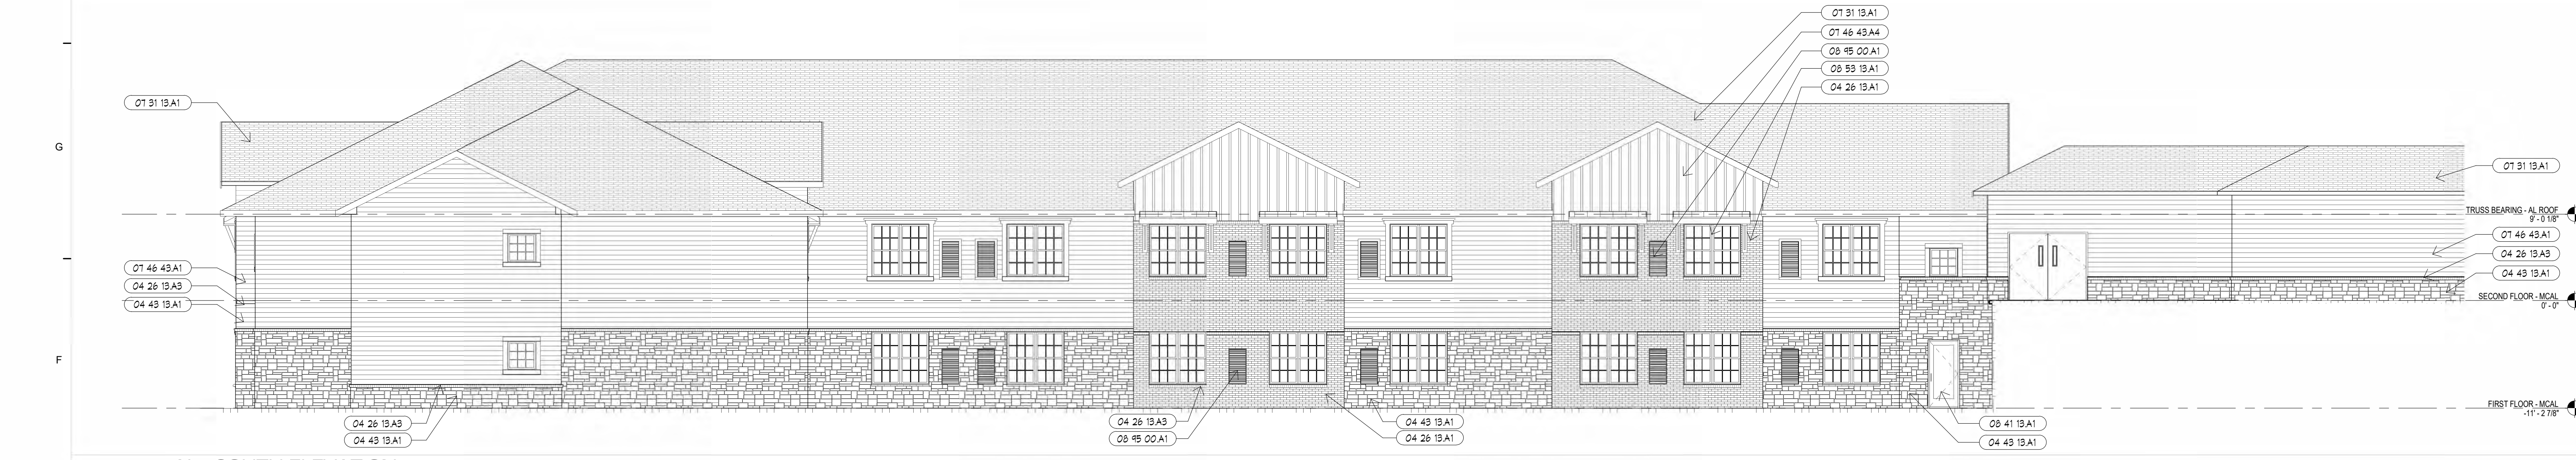 07 31 13.A1
07 46 43.A4
08 95 00.A1
08 53 13.A1
04 26 13.A1
07 31 13.A1
G
07 31 13.A1
TRUSS BEARING - AL ROOF
9' - 0 1/8"
07 46 43.A1
04 26 13.A3
04 43 13.A1
07 46 43.A1
04 26 13.A3
04 43 13.A1
SECOND FLOOR - MCAL
0' - 0"
F
FIRST FLOOR - MCAL
-11' - 2 7/8"
04 26 13.A3
04 43 13.A1
04 26 13.A3
08 95 00.A1
04 43 13.A1
04 26 13.A1
08 41 13.A1
04 43 13.A1